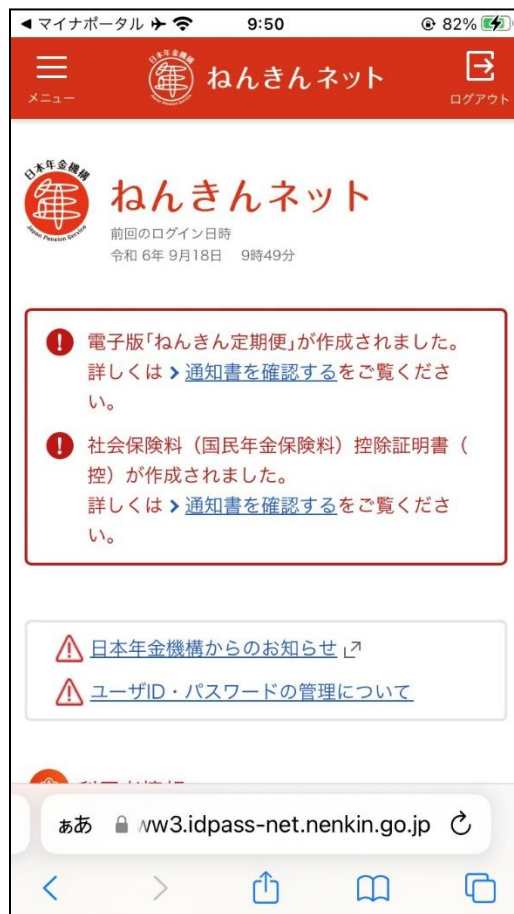 ◀マイナポータル 9:50 82%
メニュー
ねんきんネット
ログアウト
日本年金機構
Japan Pension Service
ねんきんネット
前回のログイン日時
令和 6年 9月18日 9時49分
電子版「ねんきん定期便」が作成されました。
詳しくは > 通知書を確認するをご覧くださ
い。
社会保険料（国民年金保険料）控除証明書（
控）が作成されました。
詳しくは > 通知書を確認するをご覧くださ
い。
日本年金機構からのお知らせ
ユーザID・パスワードの管理について
ぁあ ww3.idpass-net.nenkin.go.jp